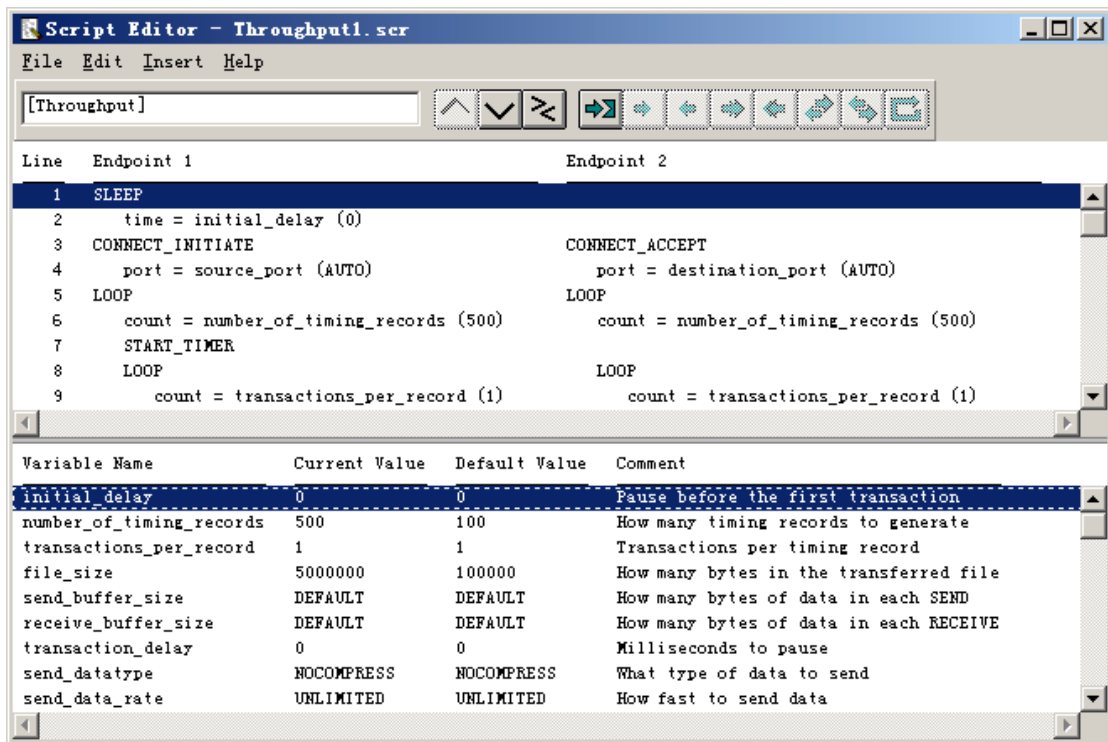 Script Editor - Throughput1.scr
File Edit Insert Help
[Throughput]
Line Endpoint 1 Endpoint 2
1 SLEEP
2 time = initial_delay (0)
3 CONNECT_INITIATE CONNECT_ACCEPT
4 port = source_port (AUTO) port = destination_port (AUTO)
5 LOOP LOOP
6 count = number_of_timing_records (500) count = number_of_timing_records (500)
7 START_TIMER
8 LOOP LOOP
9 count = transactions_per_record (1) count = transactions_per_record (1)
Variable Name Current Value Default Value Comment
initial_delay 0 0 Pause before the first transaction
number_of_timing_records 500 100 How many timing records to generate
transactions_per_record 1 1 Transactions per timing record
file_size 5000000 100000 How many bytes in the transferred file
send_buffer_size DEFAULT DEFAULT How many bytes of data in each SEND
receive_buffer_size DEFAULT DEFAULT How many bytes of data in each RECEIVE
transaction_delay 0 0 Milliseconds to pause
send_datatype NOCOMPRESS NOCOMPRESS What type of data to send
send_data_rate UNLIMITED UNLIMITED How fast to send data